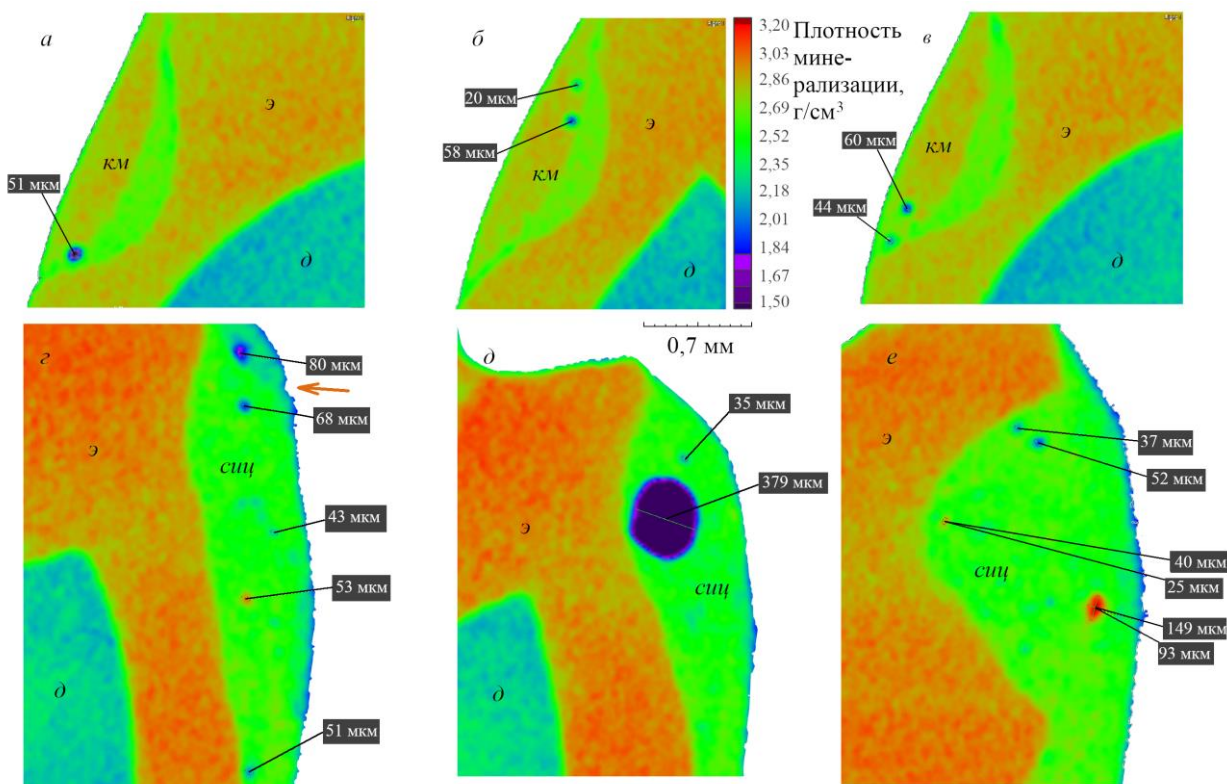 а
э
км
51 мкм
д
б
20 мкм
э
58 мкм
км
д
3,20
3,03
2,86
2,69
2,52
2,35
2,18
2,01
1,84
1,67
1,50
Плотность
мине-
рализации,
г/см³
0,7 мм
в
60 мкм
км
э
44 мкм
д
г
80 мкм
68 мкм
э
сиц
43 мкм
53 мкм
д
51 мкм
д
35 мкм
379 мкм
э
сиц
д
е
э
37 мкм
52 мкм
40 мкм
сиц
25 мкм
149 мкм
93 мкм